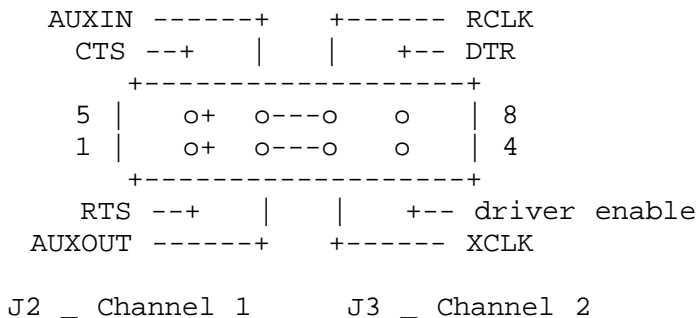 AUXIN ------+    +------ RCLK
CTS --+    |    |    +-- DTR
+-------------------+
5 |    o+  o---o   o   | 8
1 |    o+  o---o   o   | 4
+-------------------+
RTS --+    |    |    +-- driver enable
AUXOUT ------+    +------ XCLK
J2 _ Channel 1      J3 _ Channel 2